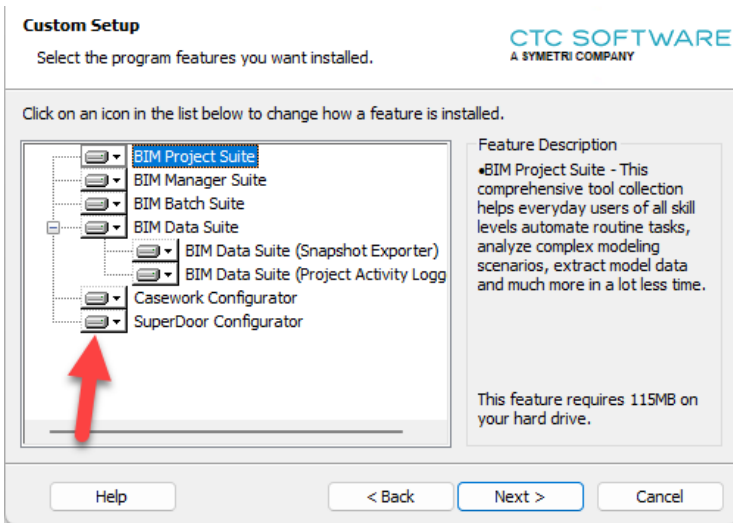 Custom Setup
Select the program features you want installed.
CTC SOFTWARE
A SYMETRI COMPANY
Click on an icon in the list below to change how a feature is installed.
BIM Project Suite
BIM Manager Suite
BIM Batch Suite
BIM Data Suite
BIM Data Suite (Snapshot Exporter)
BIM Data Suite (Project Activity Logg
Casework Configurator
SuperDoor Configurator
Feature Description
•BIM Project Suite - This
comprehensive tool collection
helps everyday users of all skill
levels automate routine tasks,
analyze complex modeling
scenarios, extract model data
and much more in a lot less time.
This feature requires 115MB on
your hard drive.
Help
< Back
Next >
Cancel